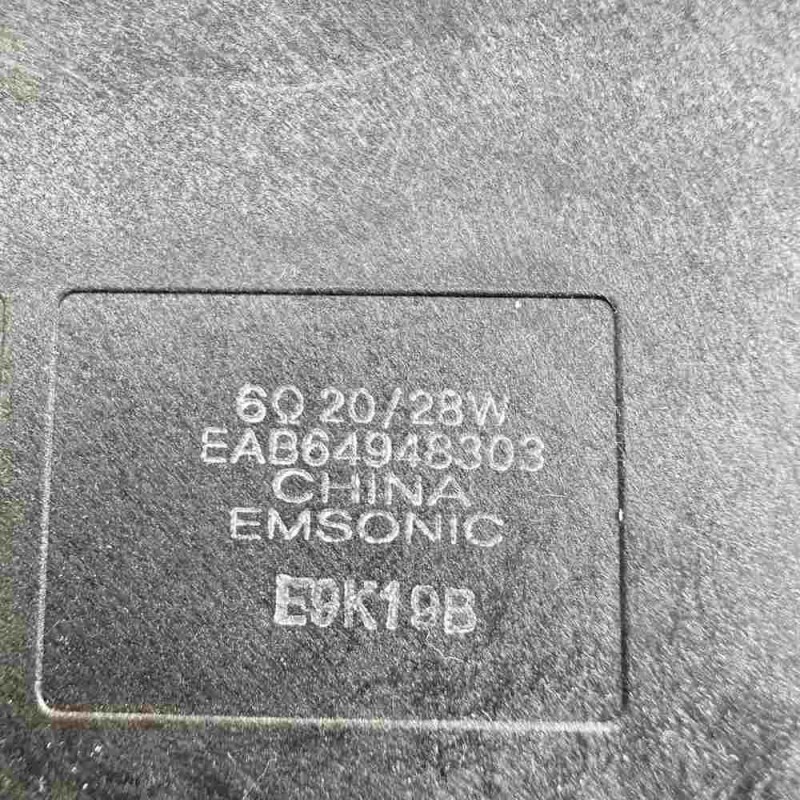 6Ω 20/28W
EAB64948303
CHINA
EMSONIC
E9K19B